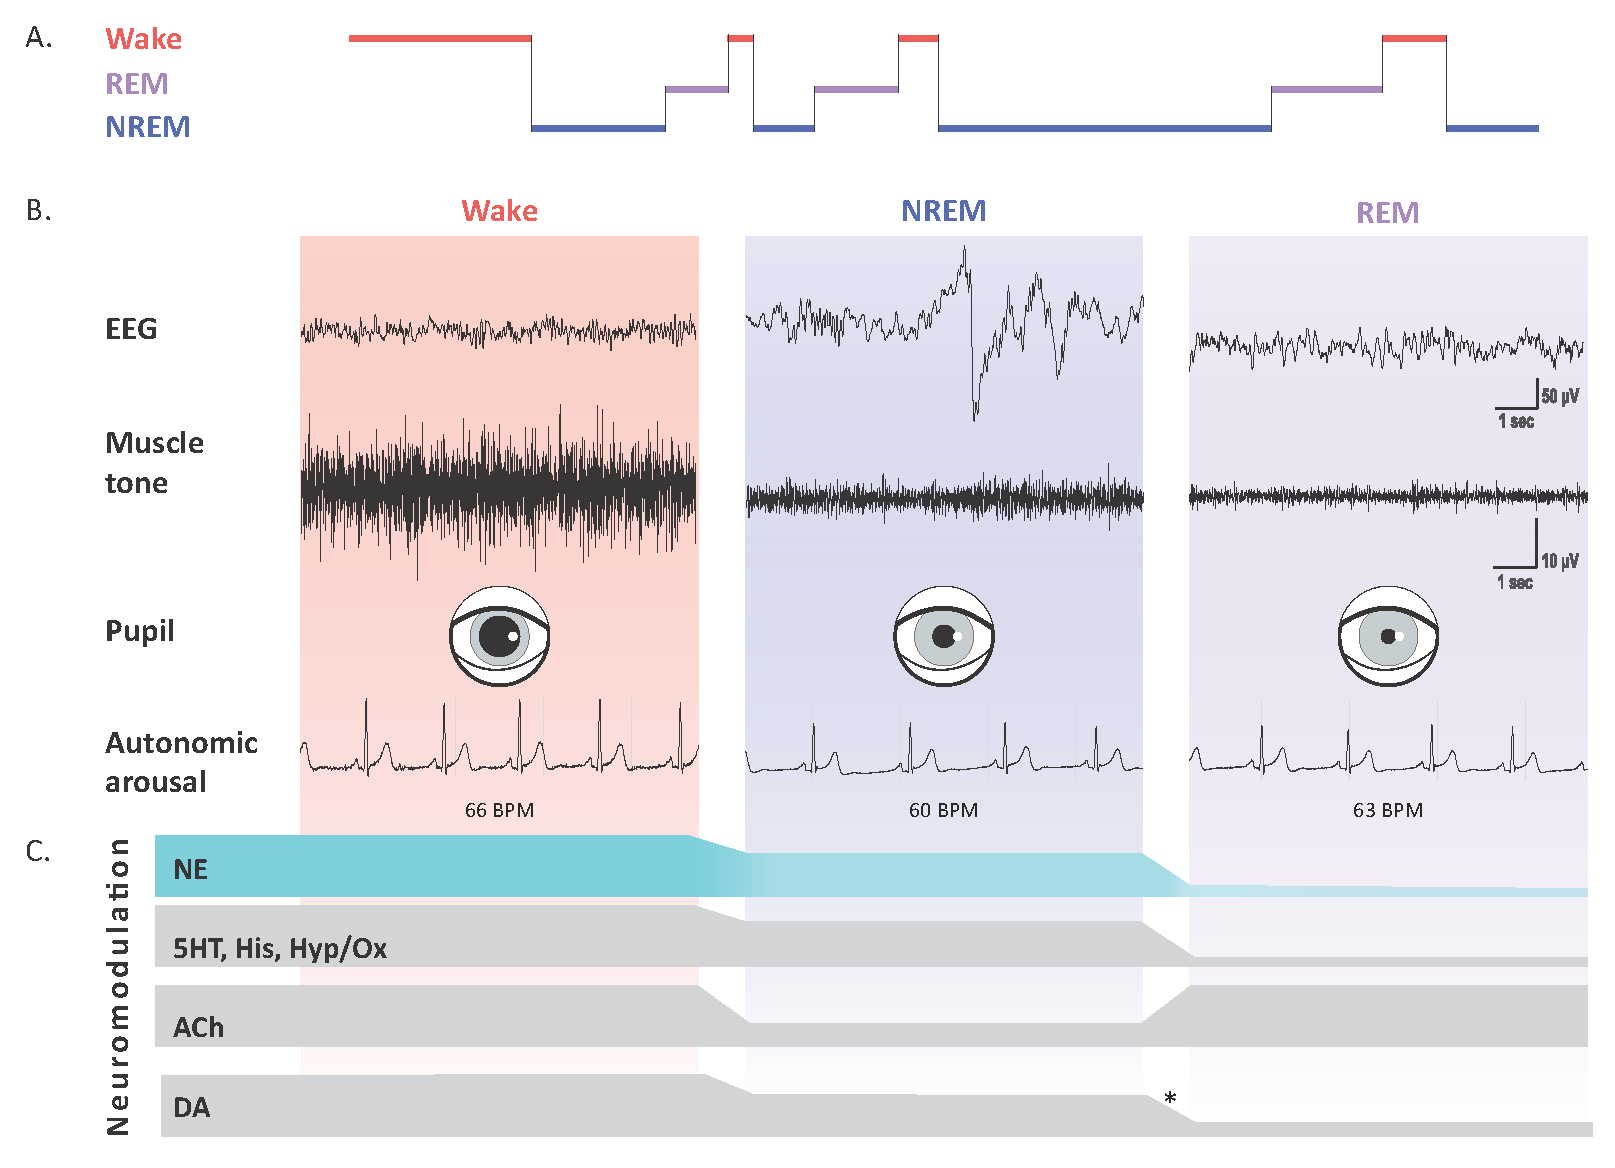 A.
Wake
REM
NREM
B.
Wake
NREM
REM
EEG
50 µV
1 sec
Muscle
tone
10 µV
1 sec
Pupil
Autonomic
arousal
66 BPM
60 BPM
63 BPM
C.
Neuromodulation
NE
5HT, His, Hyp/Ox
ACh
DA
*